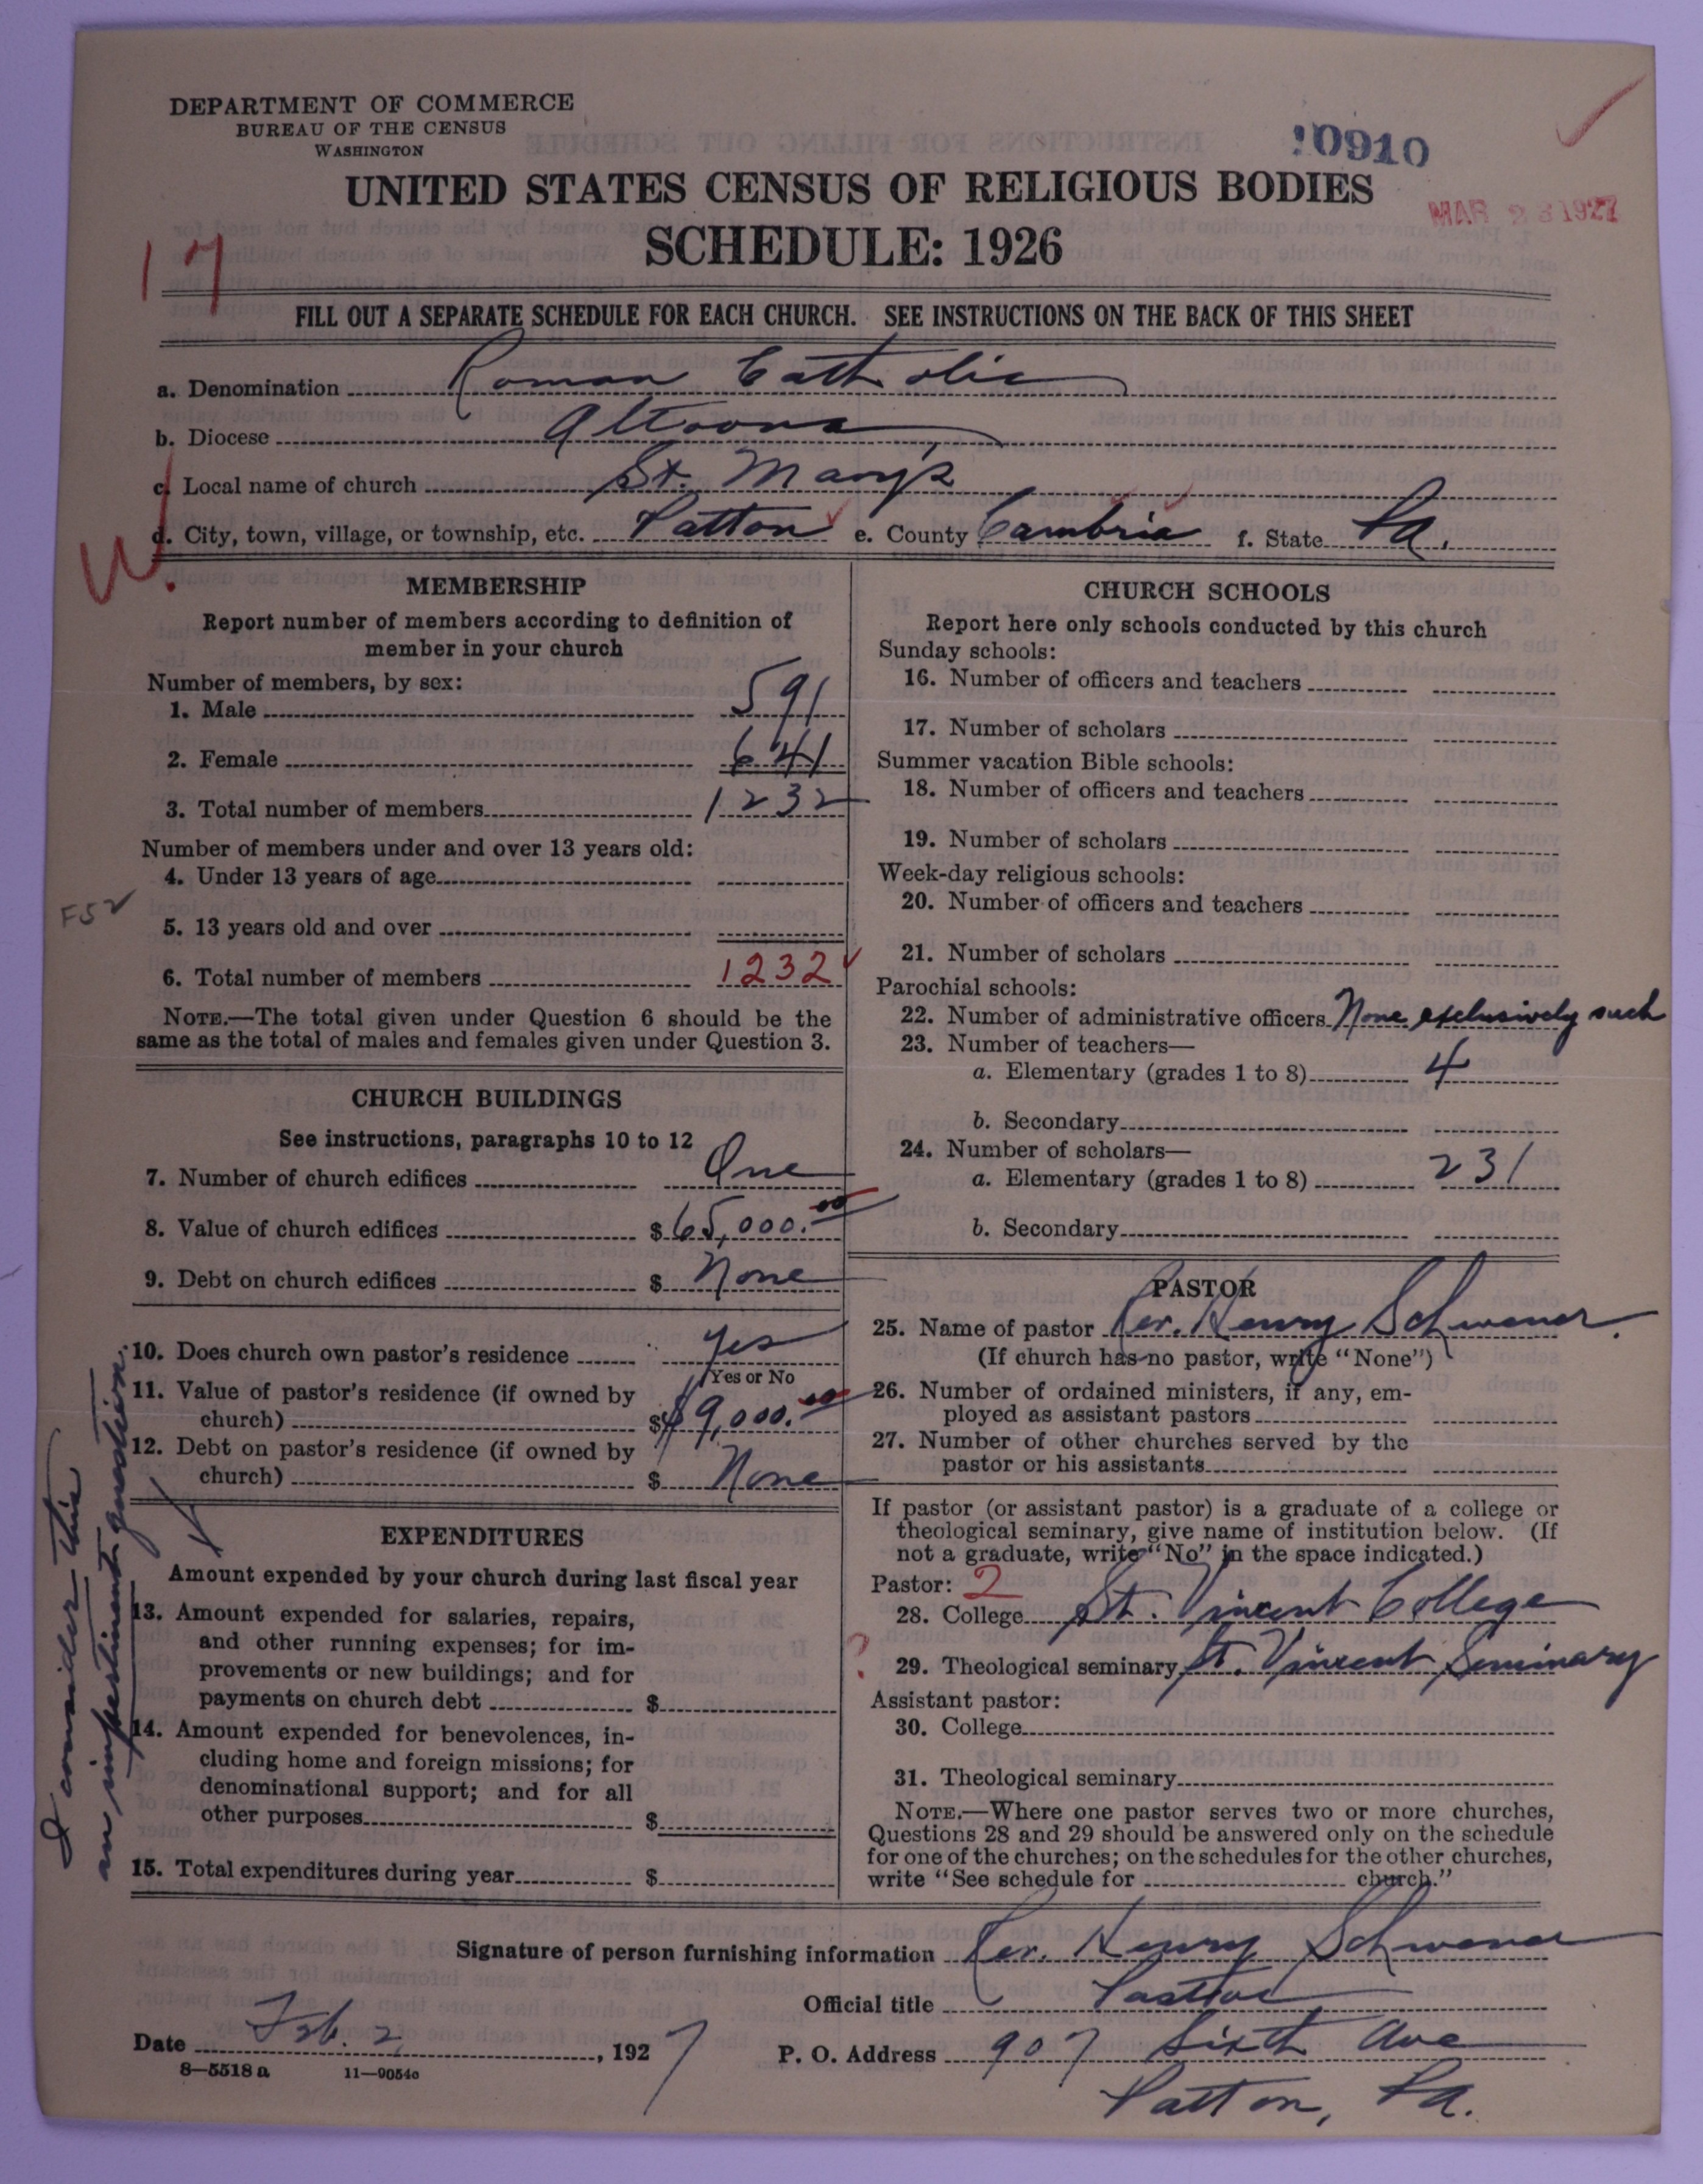 DEPARTMENT OF COMMERCE
BUREAU OF THE CENSUS
WASHINGTON
0910
UNITED STATES CENSUS OF RELIGIOUS BODIES
MAR 23 1927
SCHEDULE: 1926
17
FILL OUT A SEPARATE SCHEDULE FOR EACH CHURCH. SEE INSTRUCTIONS ON THE BACK OF THIS SHEET
a. Denomination Roman Catholic
b. Diocese Altoona
c. Local name of church St. Mary's
d. City, town, village, or township, etc. Patton e. County Cambria f. State Pa.
MEMBERSHIP
Report number of members according to definition of
member in your church
Number of members, by sex:
1. Male 591
2. Female 641
3. Total number of members 1232
Number of members under and over 13 years old:
4. Under 13 years of age
F52
5. 13 years old and over
6. Total number of members 1232
NOTE.—The total given under Question 6 should be the
same as the total of males and females given under Question 3.
CHURCH BUILDINGS
See instructions, paragraphs 10 to 12
7. Number of church edifices One
8. Value of church edifices $ 65,000.00
9. Debt on church edifices $ None
10. Does church own pastor's residence Yes
Yes or No
11. Value of pastor's residence (if owned by
church) $ $9,000.00
12. Debt on pastor's residence (if owned by
church) $ None
EXPENDITURES
Amount expended by your church during last fiscal year
13. Amount expended for salaries, repairs,
and other running expenses; for im-
provements or new buildings; and for
payments on church debt $
14. Amount expended for benevolences, in-
cluding home and foreign missions; for
denominational support; and for all
other purposes $
15. Total expenditures during year $
I consider this
an impertinent question.
CHURCH SCHOOLS
Report here only schools conducted by this church
Sunday schools:
16. Number of officers and teachers
17. Number of scholars
Summer vacation Bible schools:
18. Number of officers and teachers
19. Number of scholars
Week-day religious schools:
20. Number of officers and teachers
21. Number of scholars
Parochial schools:
22. Number of administrative officers None exclusively such
23. Number of teachers—
a. Elementary (grades 1 to 8) 4
b. Secondary
24. Number of scholars—
a. Elementary (grades 1 to 8) 231
b. Secondary
PASTOR
25. Name of pastor Rev. Henry Schwener.
(If church has no pastor, write "None")
26. Number of ordained ministers, if any, em-
ployed as assistant pastors
27. Number of other churches served by the
pastor or his assistants
If pastor (or assistant pastor) is a graduate of a college or
theological seminary, give name of institution below. (If
not a graduate, write "No" in the space indicated.)
Pastor: 2
28. College St. Vincent College
? 29. Theological seminary St. Vincent Seminary
Assistant pastor:
30. College
31. Theological seminary
NOTE.—Where one pastor serves two or more churches,
Questions 28 and 29 should be answered only on the schedule
for one of the churches; on the schedules for the other churches,
write "See schedule for church."
Signature of person furnishing information Rev. Henry Schwener
Official title Pastor
Date Feb. 2, 1927
P. O. Address 907 Sixth Ave
Patton, Pa.
8—5518 a 11—9054c